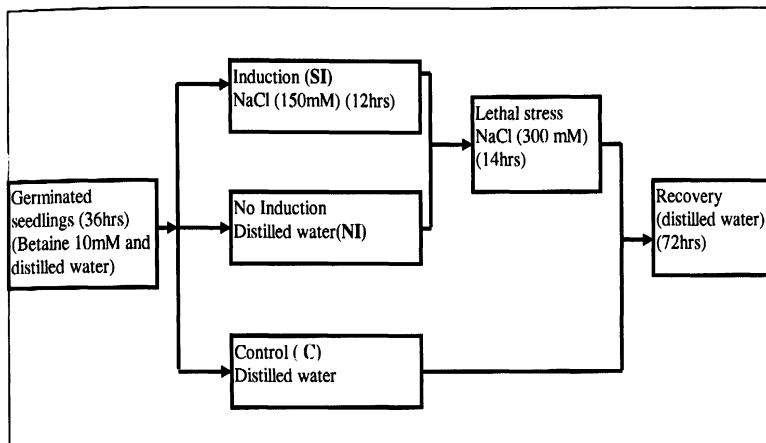 Induction (SI)
NaCl (150mM) (12hrs)
Lethal stress
NaCl (300 mM)
(14hrs)
Germinated
seedlings (36hrs)
(Betaine 10mM and
distilled water)
No Induction
Distilled water(NI)
Recovery
(distilled water)
(72hrs)
Control ( C)
Distilled water